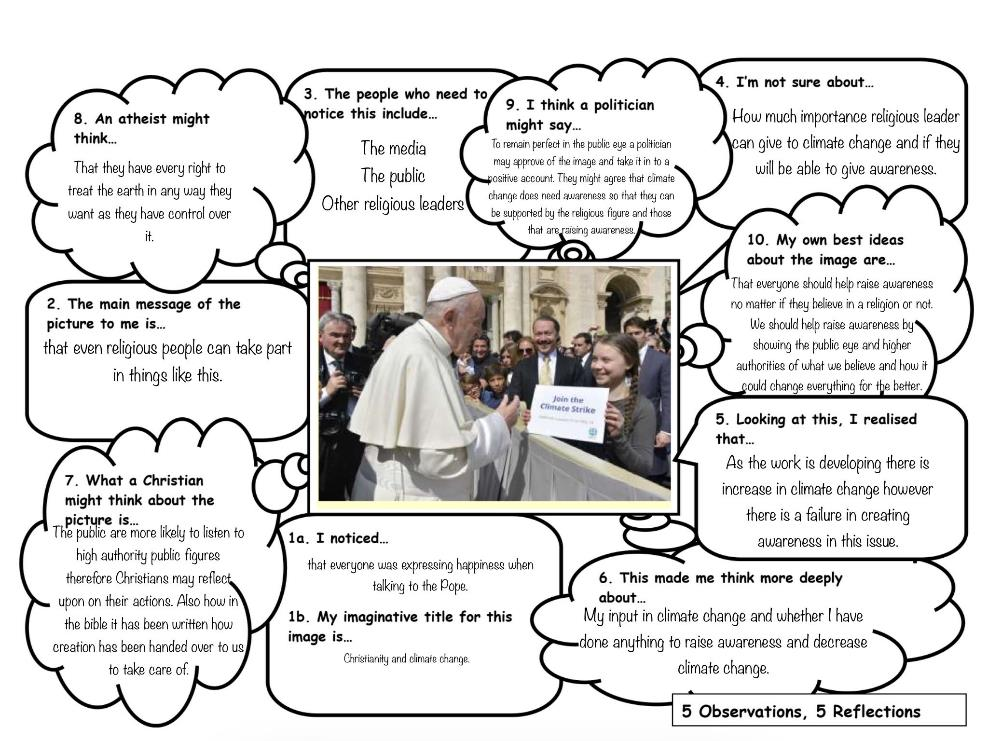 8. An atheist might
think…
That they have every right to
treat the earth in any way they
want as they have control over
it.
3. The people who need to
notice this include…
The media
The public
Other religious leaders
9. I think a politician
might say…
To remain perfect in the public eye a politician
may approve of the image and take it in to a
positive account. They might agree that climate
change does need awareness so that they can
be supported by the religious figure and those
that are raising awareness.
4. I'm not sure about…
How much importance religious leader
can give to climate change and if they
will be able to give awareness.
10. My own best ideas
about the image are…
That everyone should help raise awareness
no matter if they believe in a religion or not.
We should help raise awareness by
showing the public eye and higher
authorities of what we believe and how it
could change everything for the better.
2. The main message of the
picture to me is…
that even religious people can take part
in things like this.
Join the
Climate Strike
5. Looking at this, I realised
that…
As the work is developing there is
increase in climate change however
there is a failure in creating
awareness in this issue.
7. What a Christian
might think about the
picture is…
The public are more likely to listen to
high authority public figures
therefore Christians may reflect
upon on their actions. Also how in
the bible it has been written how
creation has been handed over to us
to take care of.
1a. I noticed…
that everyone was expressing happiness when
talking to the Pope.
1b. My imaginative title for this
image is…
Christianity and climate change.
6. This made me think more deeply
about…
My input in climate change and whether I have
done anything to raise awareness and decrease
climate change.
5 Observations, 5 Reflections